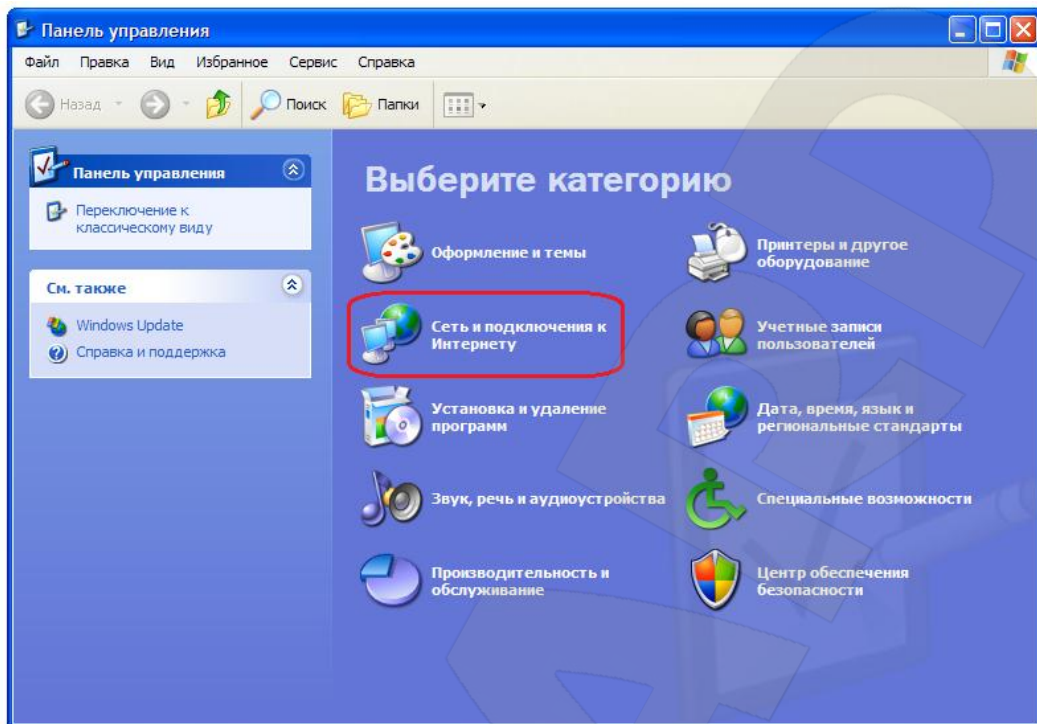 Панель управления
Файл Правка Вид Избранное Сервис Справка
Назад Поиск Папки
Панель управления
Переключение к
классическому виду
См. также
Windows Update
Справка и поддержка
Выберите категорию
Оформление и темы
Принтеры и другое
оборудование
Сеть и подключения к
Интернету
Учетные записи
пользователей
Установка и удаление
программ
Дата, время, язык и
региональные стандарты
Звук, речь и аудиоустройства
Специальные возможности
Производительность и
обслуживание
Центр обеспечения
безопасности